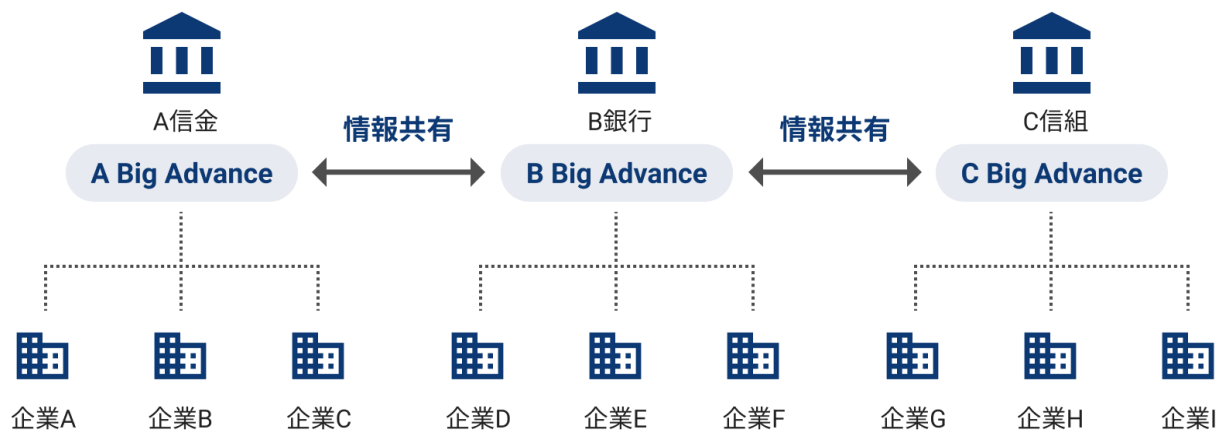 A信金
B銀行
C信組
情報共有
情報共有
A Big Advance
B Big Advance
C Big Advance
企業A
企業B
企業C
企業D
企業E
企業F
企業G
企業H
企業I